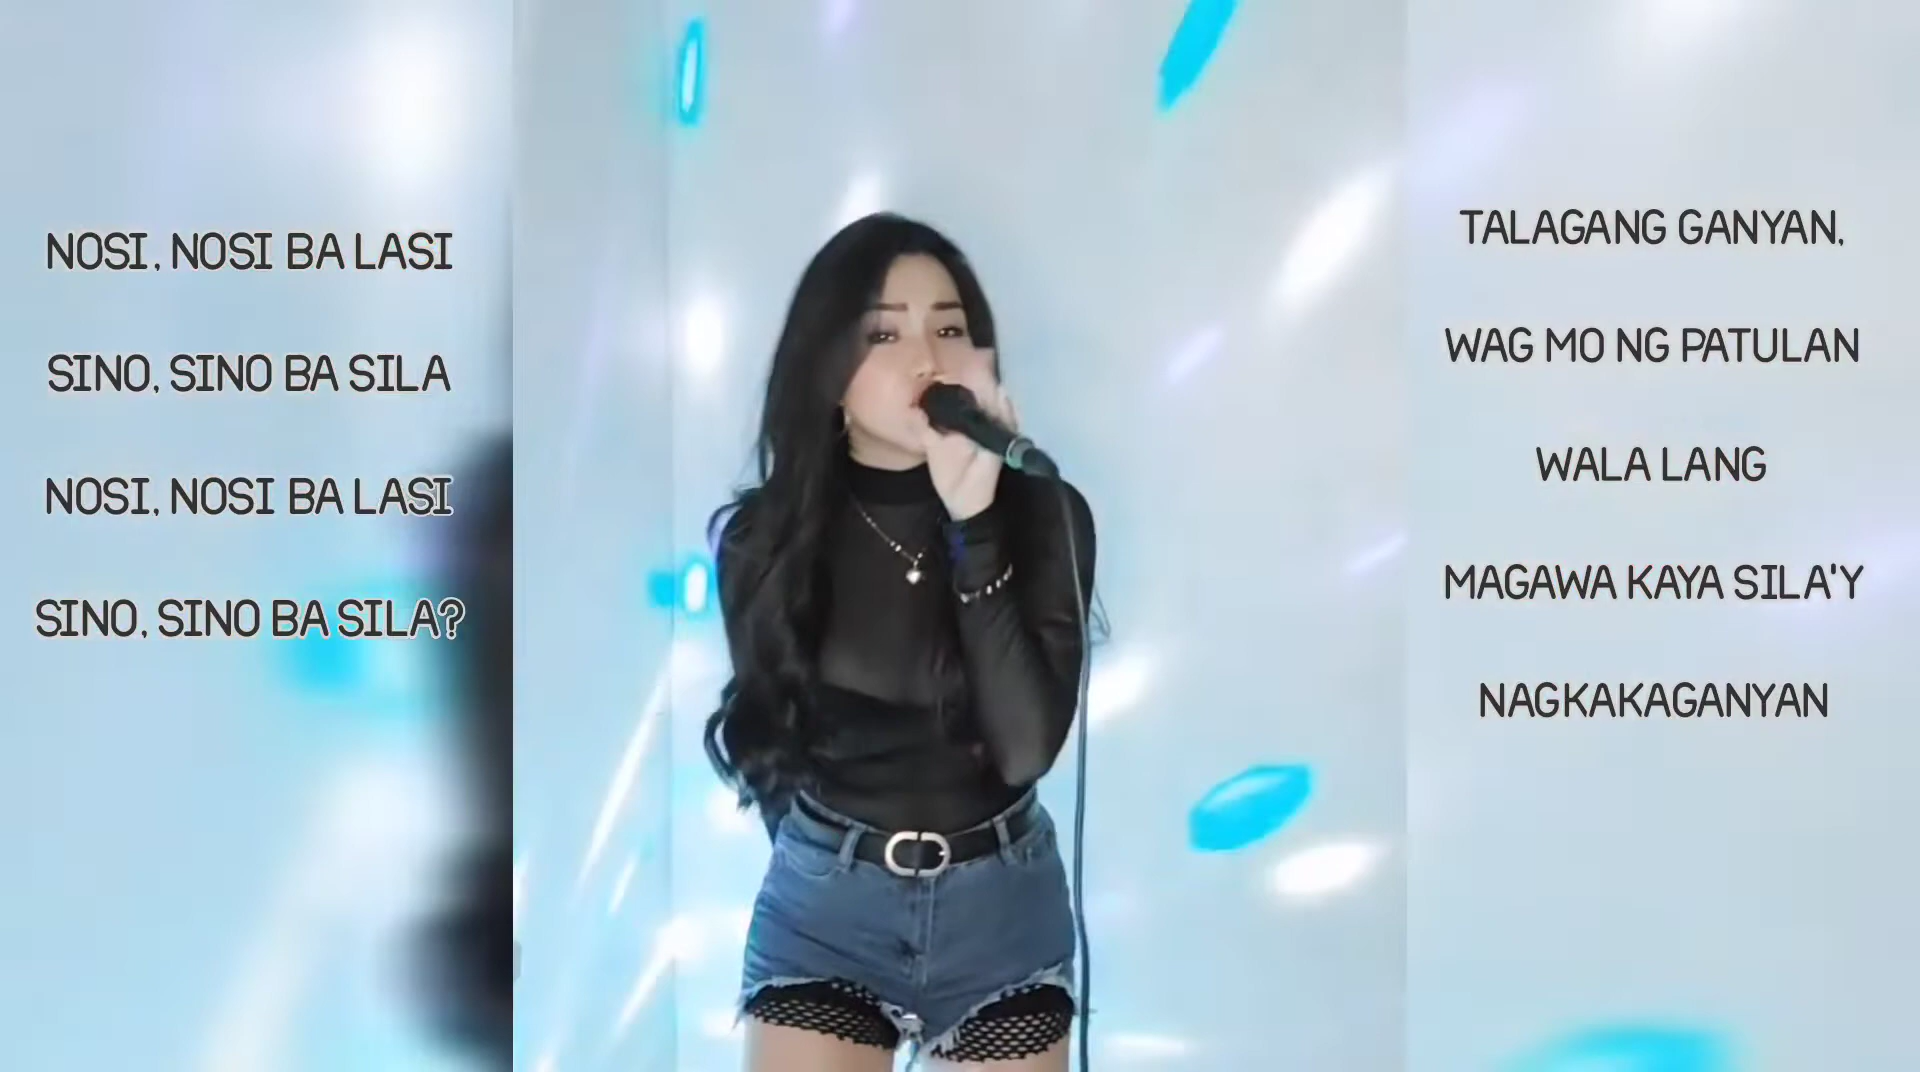 NOSI, NOSI BA LASI
SINO, SINO BA SILA
NOSI, NOSI BA LASI
SINO, SINO BA SILA?
TALAGANG GANYAN,
WAG MO NG PATULAN
WALA LANG
MAGAWA KAYA SILA'Y
NAGKAKAGANYAN